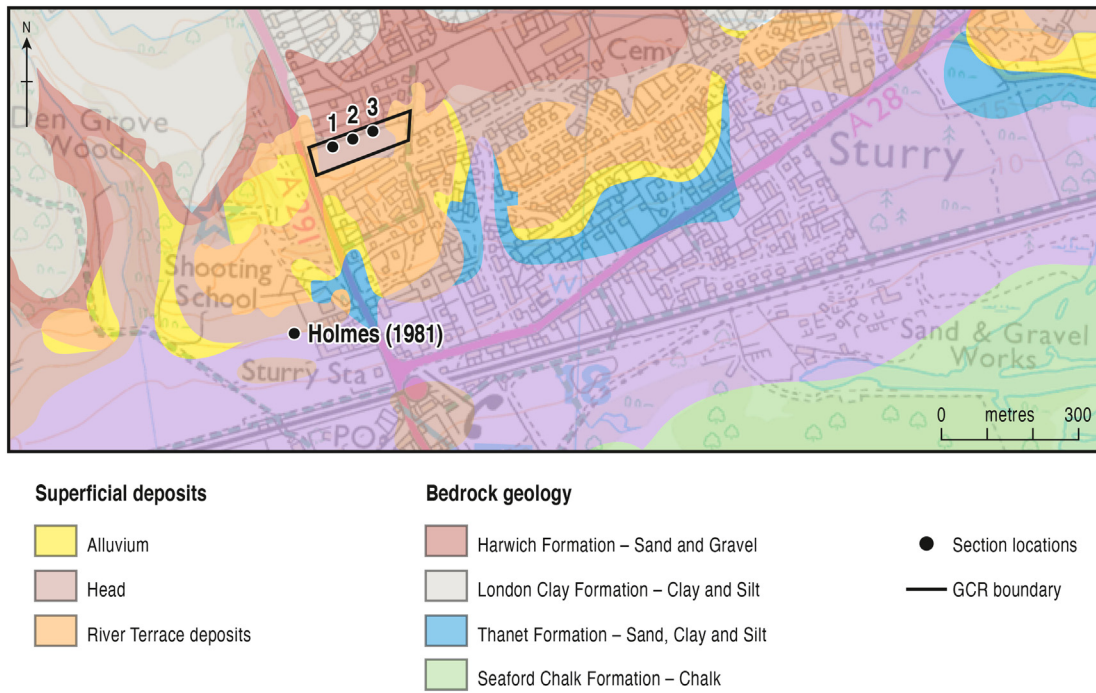 N
Cemy
Den Grove
Wood
1 2 3
A 28
Sturry
15
10
A291
Shooting
School
W
Holmes (1981)
Sand & Gravel
Works
Sturry Sta
18
PO
0 metres 300
Superficial deposits
Alluvium
Head
River Terrace deposits
Bedrock geology
Harwich Formation – Sand and Gravel
London Clay Formation – Clay and Silt
Thanet Formation – Sand, Clay and Silt
Seaford Chalk Formation – Chalk
Section locations
GCR boundary